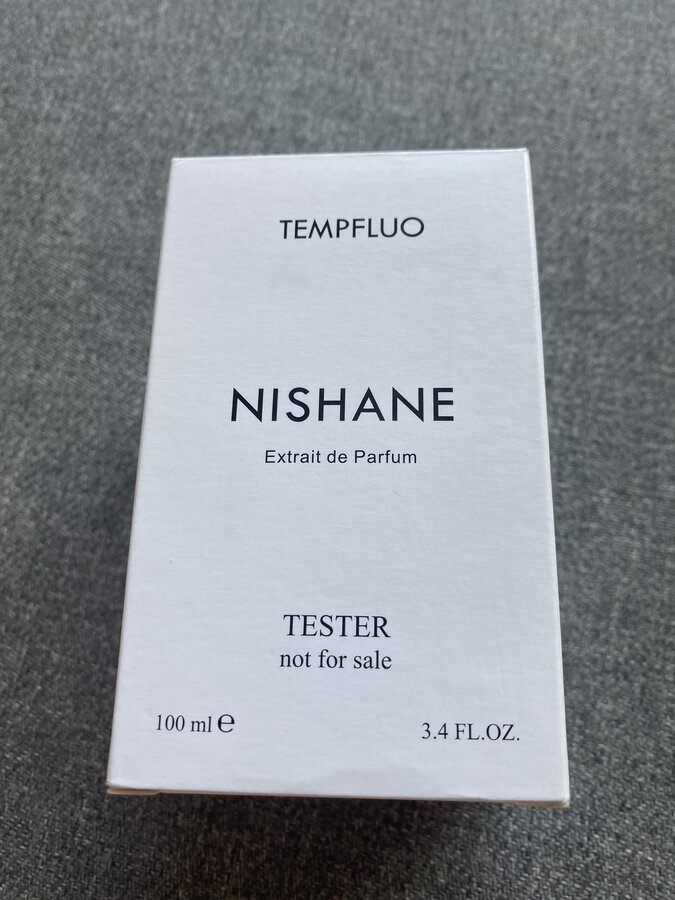 TEMPFLUO
NISHANE
Extrait de Parfum
TESTER
not for sale
100 ml ℮ 3.4 FL.OZ.